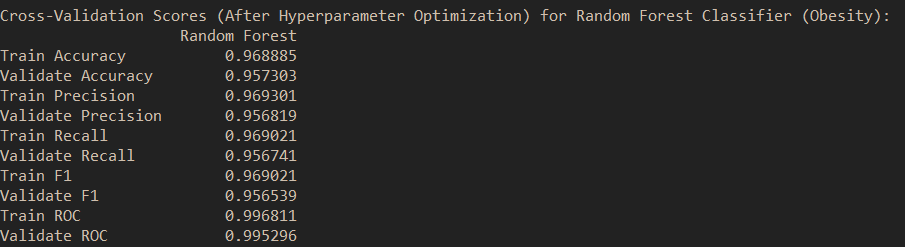 Cross-Validation Scores (After Hyperparameter Optimization) for Random Forest Classifier (Obesity):
Random Forest
Train Accuracy 0.968885
Validate Accuracy 0.957303
Train Precision 0.969301
Validate Precision 0.956819
Train Recall 0.969021
Validate Recall 0.956741
Train F1 0.969021
Validate F1 0.956539
Train ROC 0.996811
Validate ROC 0.995296